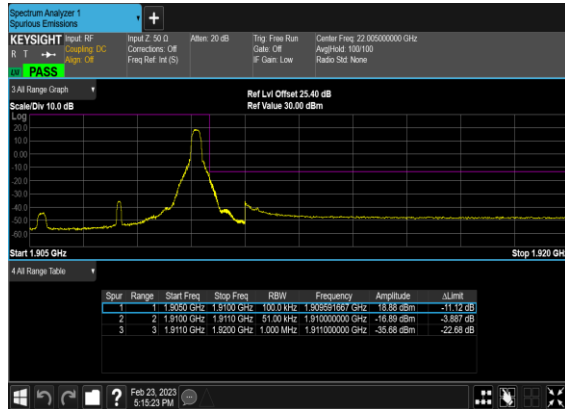 Spectrum Analyzer 1
Spurious Emissions
+
KEYSIGHT Input: RF Input Z: 50 Ω Atten: 20 dB Trig: Free Run Center Freq: 22.005000000 GHz
R T Coupling: DC Corrections: Off Gate: Off Avg|Hold: 100/100
Align: Off Freq Ref: Int (S) IF Gain: Low Radio Std: None
PASS
3 All Range Graph
Ref Lvl Offset 25.40 dB
Scale/Div 10.0 dB Ref Value 30.00 dBm
Log
20.0
10.0
0.00
-10.0
-20.0
-30.0
-40.0
-50.0
-60.0
Start 1.905 GHz Stop 1.920 GH
4 All Range Table
Spur Range Start Freq Stop Freq RBW Frequency Amplitude ΔLimit
1 1 1.9050 GHz 1.9100 GHz 100.0 kHz 1.909591667 GHz 18.88 dBm -11.12 dB
2 2 1.9100 GHz 1.9110 GHz 51.00 kHz 1.910000000 GHz -16.89 dBm -3.887 dB
3 3 1.9110 GHz 1.9200 GHz 1.000 MHz 1.911000000 GHz -35.68 dBm -22.68 dB
? Feb 23, 2023
5:15:23 PM